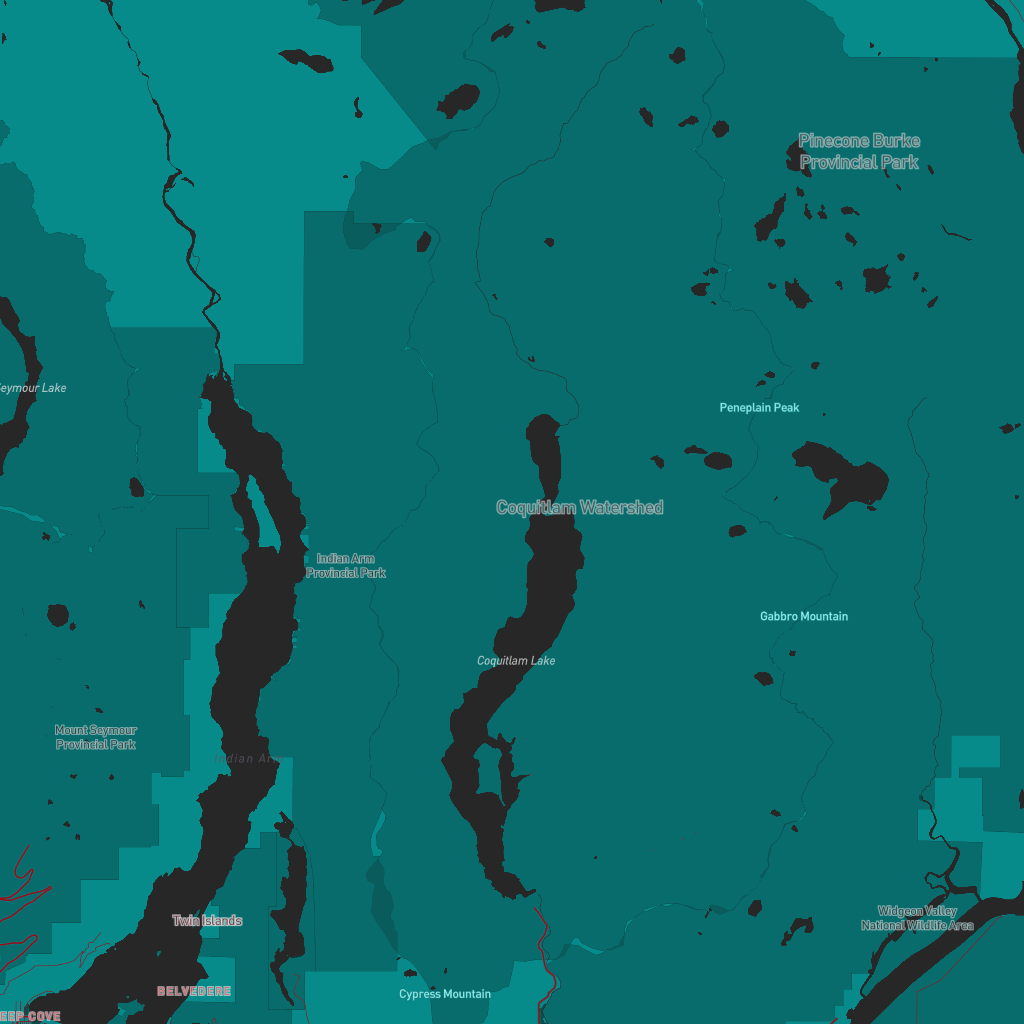 Pinecone Burke
Provincial Park
Seymour Lake
Peneplain Peak
Coquitlam Watershed
Indian Arm
Provincial Park
Gabbro Mountain
Coquitlam Lake
Mount Seymour
Provincial Park
Indian Arm
Widgeon Valley
National Wildlife Area
Twin Islands
BELVEDERE
Cypress Mountain
EEP COVE